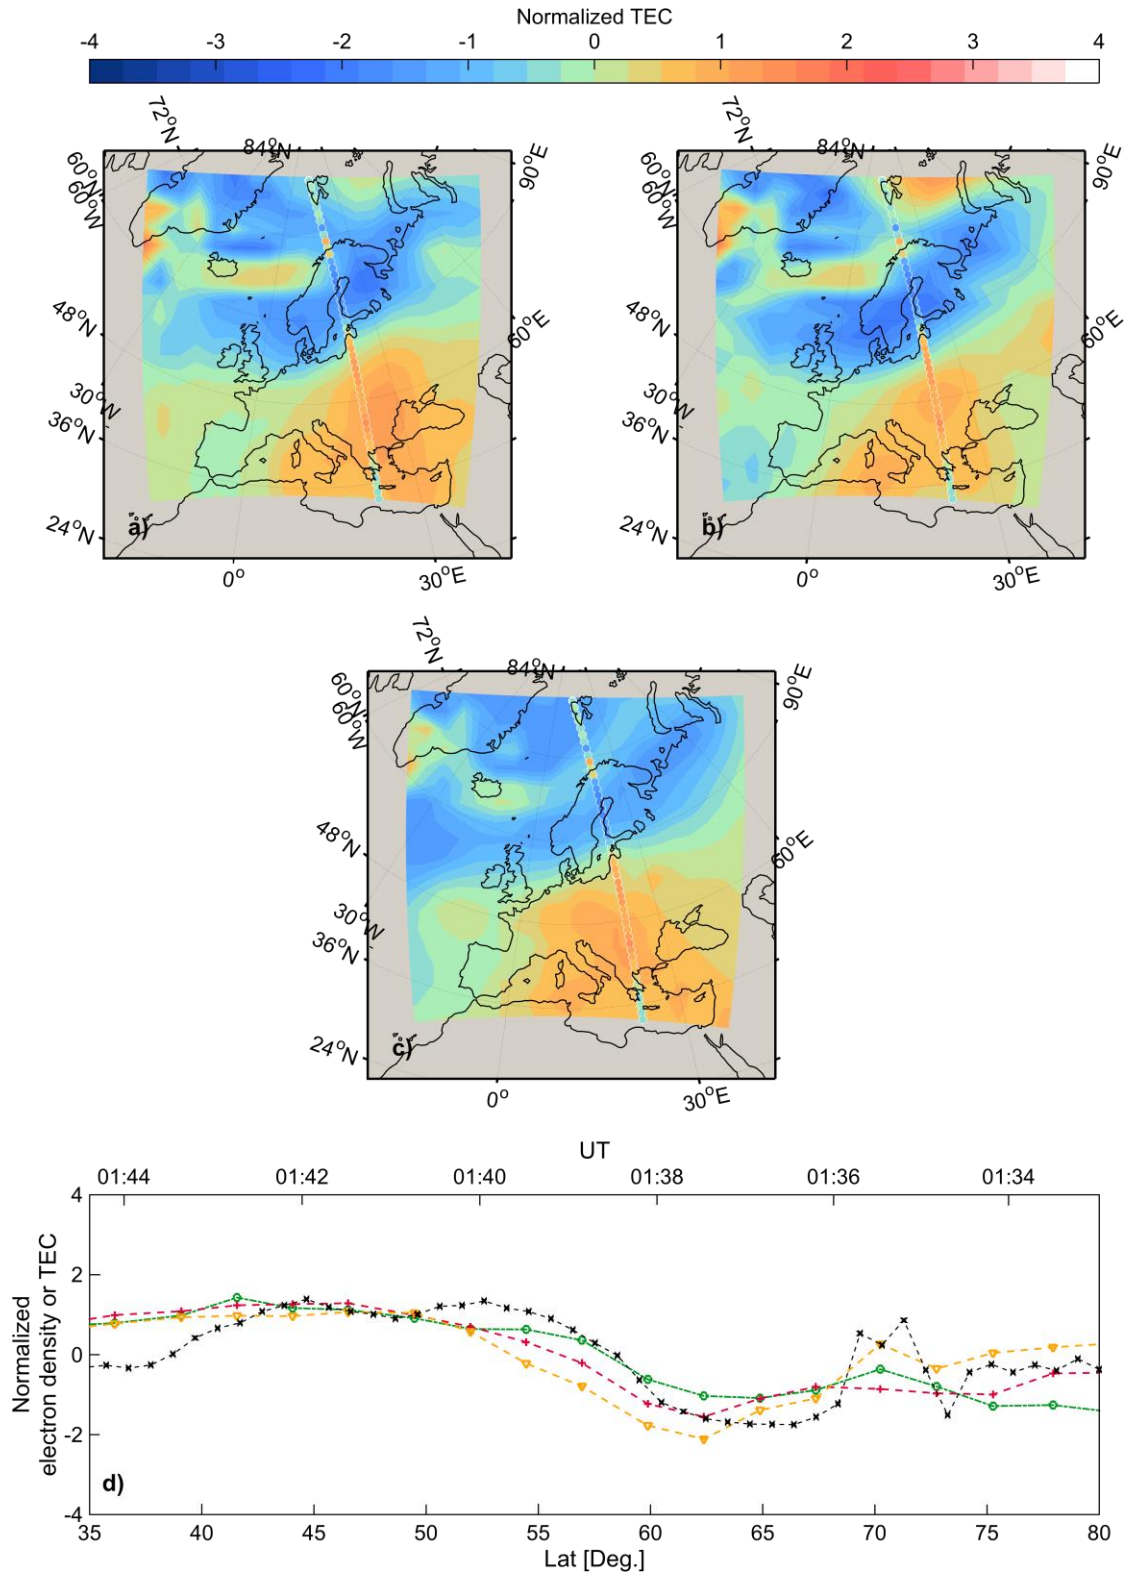 Normalized TEC
-4 -3 -2 -1 0 1 2 3 4
72°N 84°N 90°E
60°N
60°W
48°N
60°E
30°W
36°N
24°N
a)
0° 30°E
72°N 84°N 90°E
60°N
60°W
48°N
60°E
30°W
36°N
24°N
b)
0° 30°E
72°N 84°N 90°E
60°N
60°W
48°N
60°E
30°W
36°N
24°N
c)
0° 30°E
UT
01:44 01:42 01:40 01:38 01:36 01:34
Normalized
electron density or TEC
4
2
0
-2
-4
d)
35 40 45 50 55 60 65 70 75 80
Lat [Deg.]